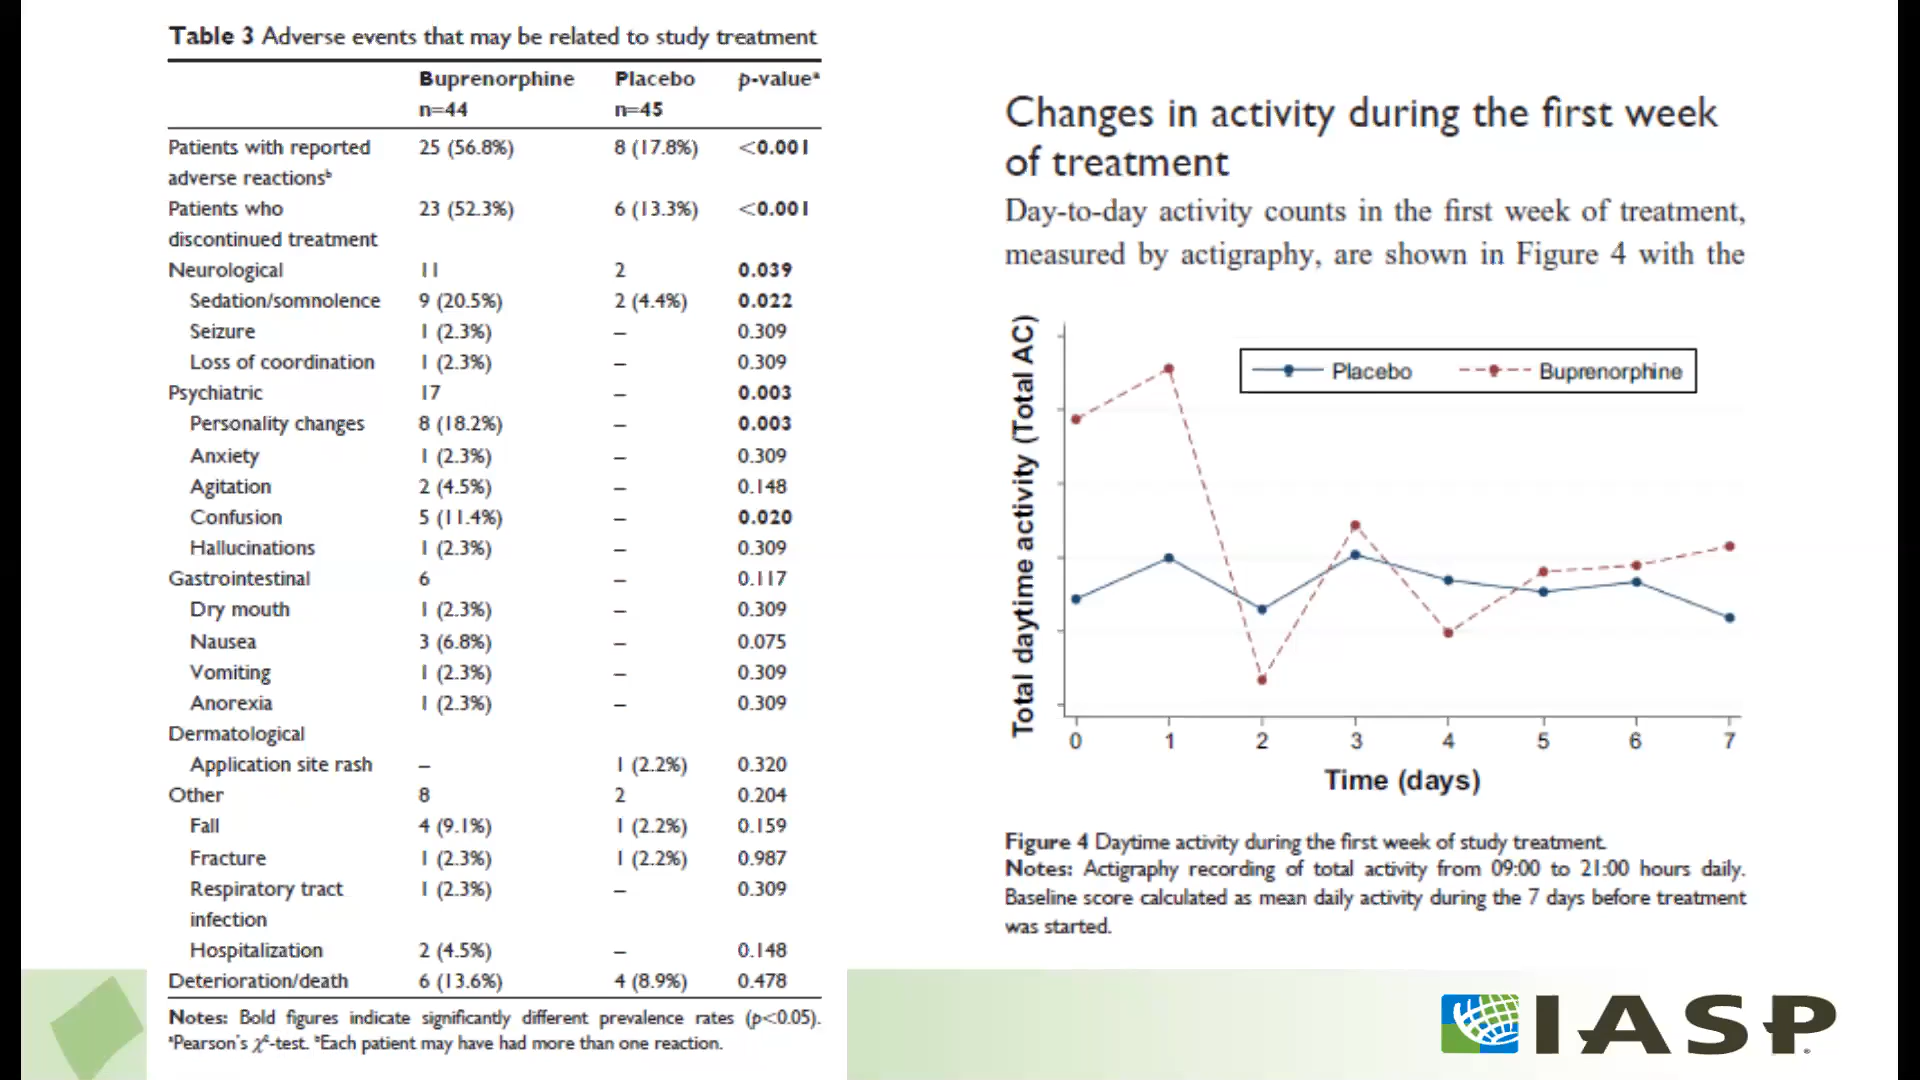 Table 3 Adverse events that may be related to study treatment
Buprenorphine Placebo p-valueª
n=44 n=45
Patients with reported 25 (56.8%) 8 (17.8%) <0.001
adverse reactionsᵇ
Patients who 23 (52.3%) 6 (13.3%) <0.001
discontinued treatment
Neurological 11 2 0.039
Sedation/somnolence 9 (20.5%) 2 (4.4%) 0.022
Seizure 1 (2.3%) – 0.309
Loss of coordination 1 (2.3%) – 0.309
Psychiatric 17 – 0.003
Personality changes 8 (18.2%) – 0.003
Anxiety 1 (2.3%) – 0.309
Agitation 2 (4.5%) – 0.148
Confusion 5 (11.4%) – 0.020
Hallucinations 1 (2.3%) – 0.309
Gastrointestinal 6 – 0.117
Dry mouth 1 (2.3%) – 0.309
Nausea 3 (6.8%) – 0.075
Vomiting 1 (2.3%) – 0.309
Anorexia 1 (2.3%) – 0.309
Dermatological
Application site rash – 1 (2.2%) 0.320
Other 8 2 0.204
Fall 4 (9.1%) 1 (2.2%) 0.159
Fracture 1 (2.3%) 1 (2.2%) 0.987
Respiratory tract 1 (2.3%) – 0.309
infection
Hospitalization 2 (4.5%) – 0.148
Deterioration/death 6 (13.6%) 4 (8.9%) 0.478
Notes: Bold figures indicate significantly different prevalence rates (p<0.05).
ªPearson's χ²-test. ᵇEach patient may have had more than one reaction.
Changes in activity during the first week
of treatment
Day-to-day activity counts in the first week of treatment,
measured by actigraphy, are shown in Figure 4 with the
Total daytime activity (Total AC)
Placebo Buprenorphine
0 1 2 3 4 5 6 7
Time (days)
Figure 4 Daytime activity during the first week of study treatment.
Notes: Actigraphy recording of total activity from 09:00 to 21:00 hours daily.
Baseline score calculated as mean daily activity during the 7 days before treatment
was started.
IASP